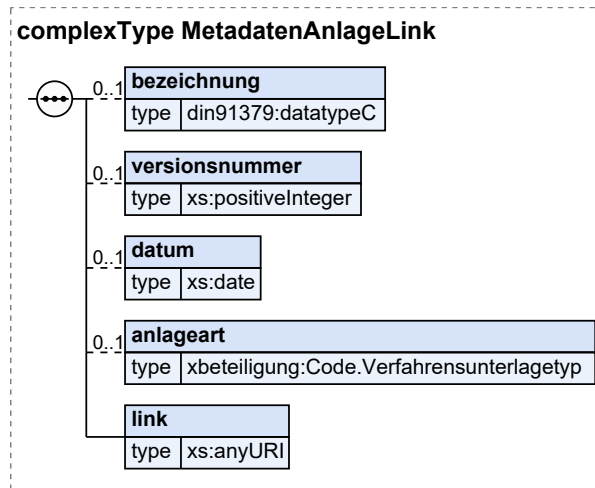 complexType MetadatenAnlageLink
0..1 bezeichnung
type din91379:datatypeC
0..1 versionsnummer
type xs:positiveInteger
0..1 datum
type xs:date
0..1 anlageart
type xbeteiligung:Code.Verfahrensunterlagetyp
link
type xs:anyURI